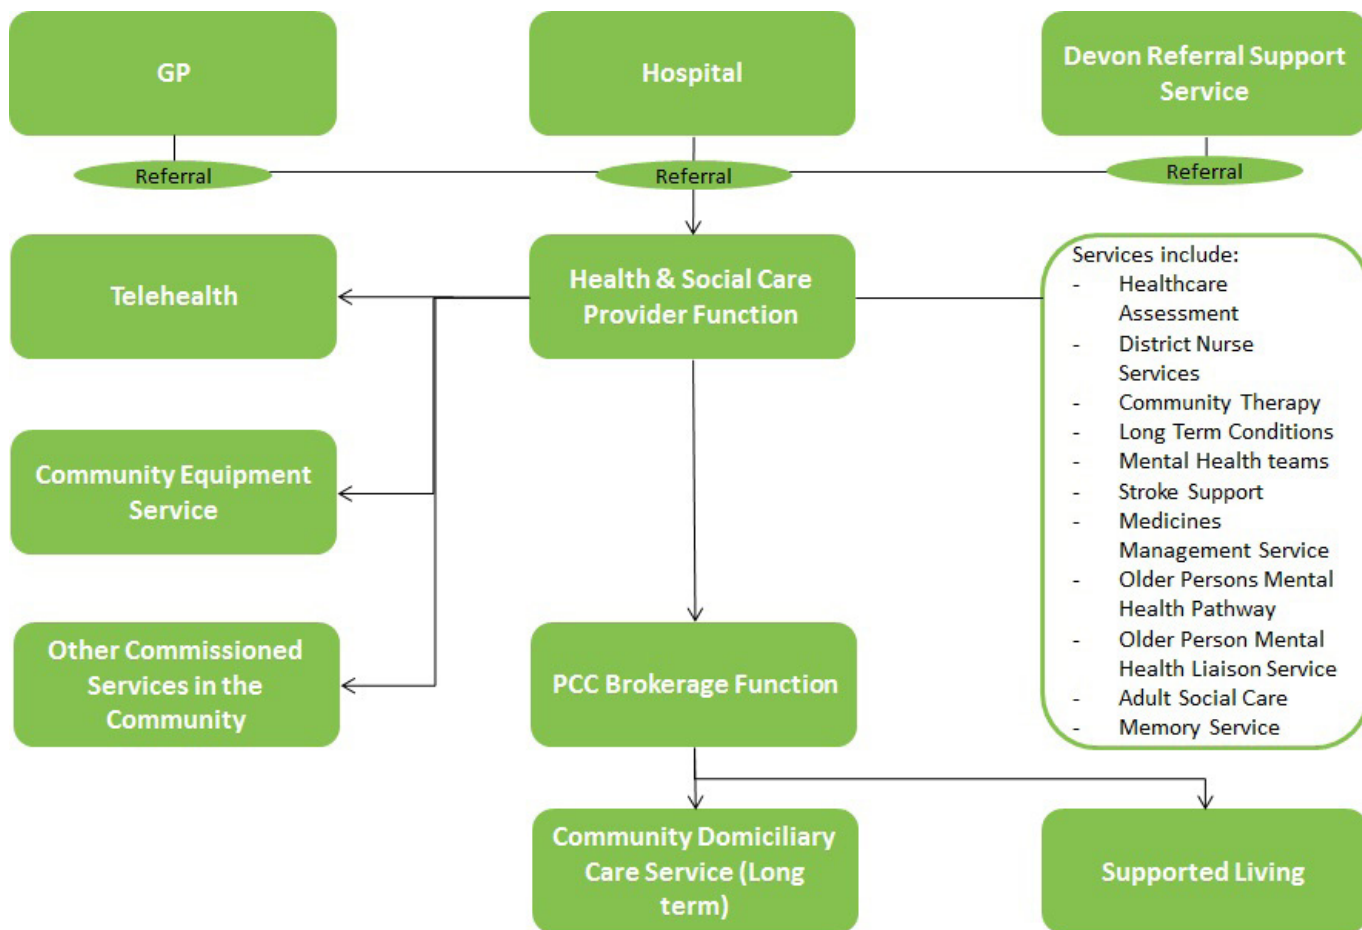 GP
Hospital
Devon Referral Support
Service
Referral
Referral
Referral
Telehealth
Health & Social Care
Provider Function
Services include:
- Healthcare
Assessment
- District Nurse
Services
- Community Therapy
- Long Term Conditions
- Mental Health teams
- Stroke Support
- Medicines
Management Service
- Older Persons Mental
Health Pathway
- Older Person Mental
Health Liaison Service
- Adult Social Care
- Memory Service
Community Equipment
Service
Other Commissioned
Services in the
Community
PCC Brokerage Function
Community Domiciliary
Care Service (Long
term)
Supported Living